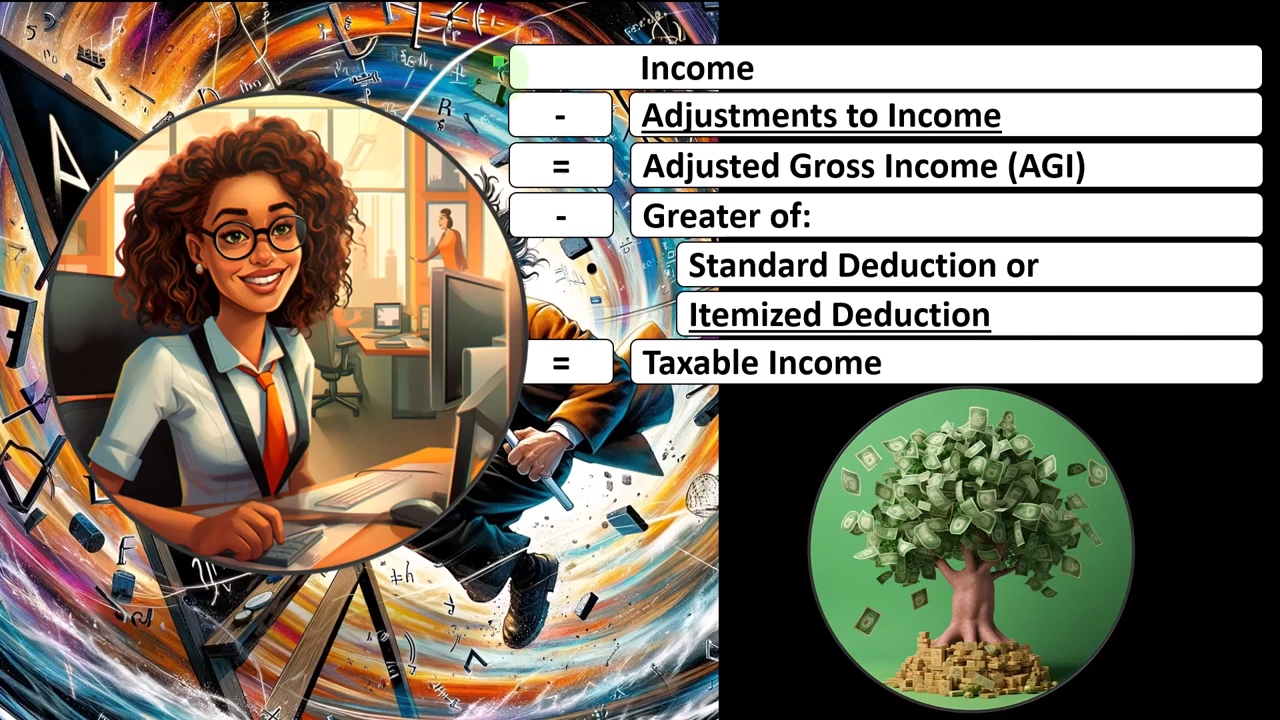 Income
- Adjustments to Income
= Adjusted Gross Income (AGI)
- Greater of:
Standard Deduction or
Itemized Deduction
= Taxable Income